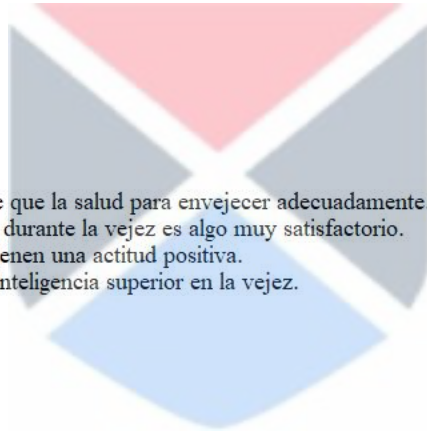 e que la salud para envejecer adecuadamente
durante la vejez es algo muy satisfactorio.
enen una actitud positiva.
nteligencia superior en la vejez.